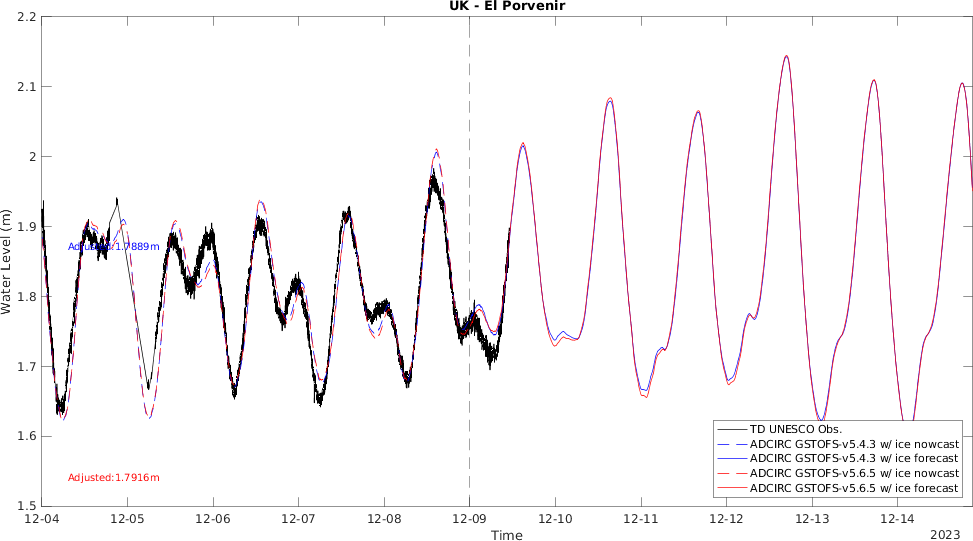 UK - El Porvenir
2.2
2.1
2
1.9
1.8
1.7
1.6
1.5
Water Level (m)
Adjusted:1.7889m
Adjusted:1.7916m
TD UNESCO Obs.
ADCIRC GSTOFS-v5.4.3 w/ ice nowcast
ADCIRC GSTOFS-v5.4.3 w/ ice forecast
ADCIRC GSTOFS-v5.6.5 w/ ice nowcast
ADCIRC GSTOFS-v5.6.5 w/ ice forecast
12-04 12-05 12-06 12-07 12-08 12-09 12-10 12-11 12-12 12-13 12-14
Time
2023